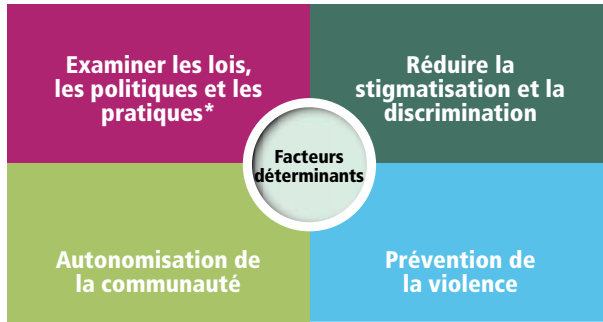 Examiner les lois,
les politiques et les
pratiques*
Réduire la
stigmatisation et la
discrimination
Facteurs
déterminants
Autonomisation de
la communauté
Prévention de
la violence